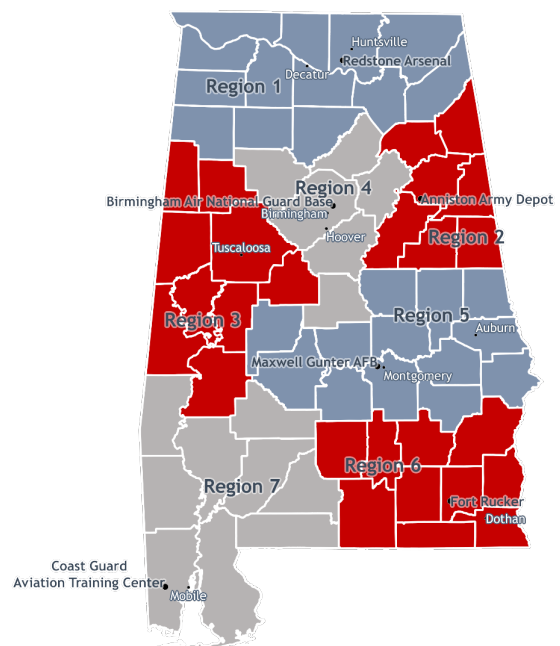 Huntsville
Redstone Arsenal
Decatur
Region 1
Region 4
Birmingham Air National Guard Base
Anniston Army Depot
Birmingham
Hoover
Region 2
Tuscaloosa
Region 3
Region 5
Auburn
Maxwell Gunter AFB
Montgomery
Region 6
Region 7
Fort Rucker
Dothan
Coast Guard
Aviation Training Center
Mobile